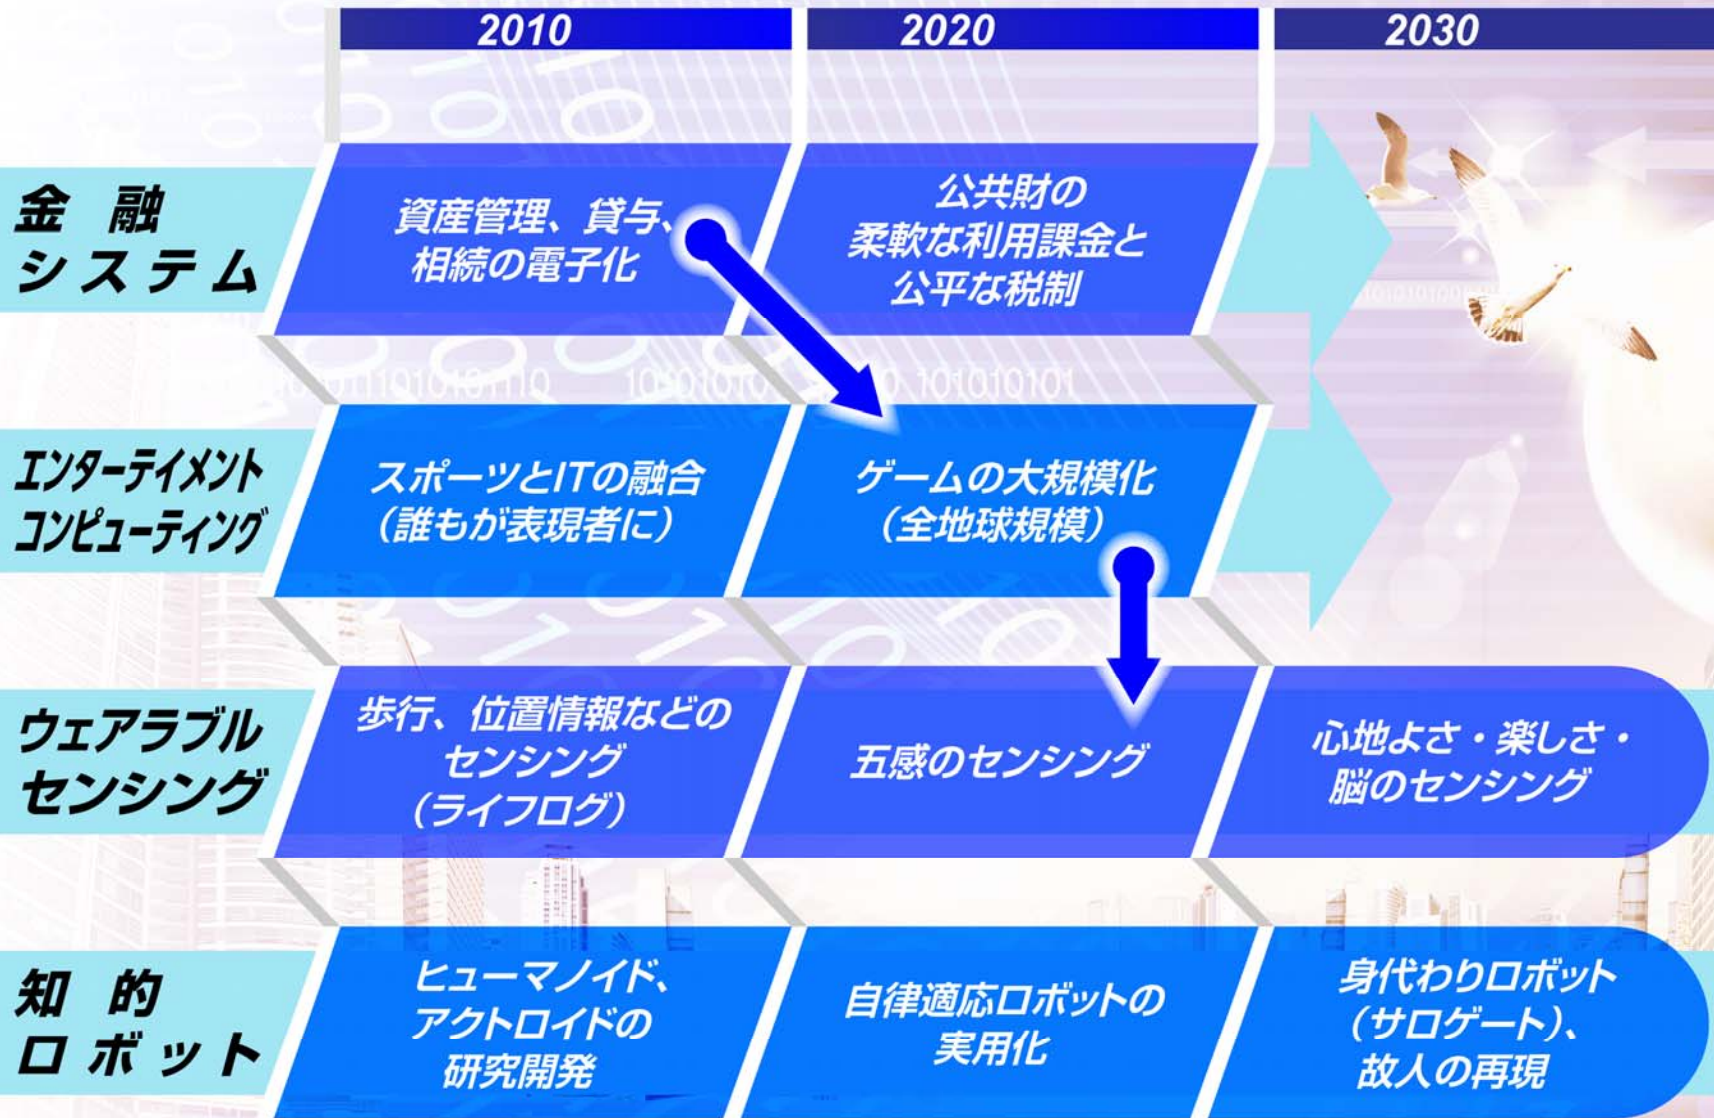 2010
2020
2030
金 融
システム
資産管理、貸与、
相続の電子化
公共財の
柔軟な利用課金と
公平な税制
エンターテイメント
コンピューティング
スポーツとITの融合
（誰もが表現者に）
ゲームの大規模化
（全地球規模）
ウェアラブル
センシング
歩行、位置情報などの
センシング
（ライフログ）
五感のセンシング
心地よさ・楽しさ・
脳のセンシング
知 的
ロボット
ヒューマノイド、
アクトロイドの
研究開発
自律適応ロボットの
実用化
身代わりロボット
（サロゲート）、
故人の再現